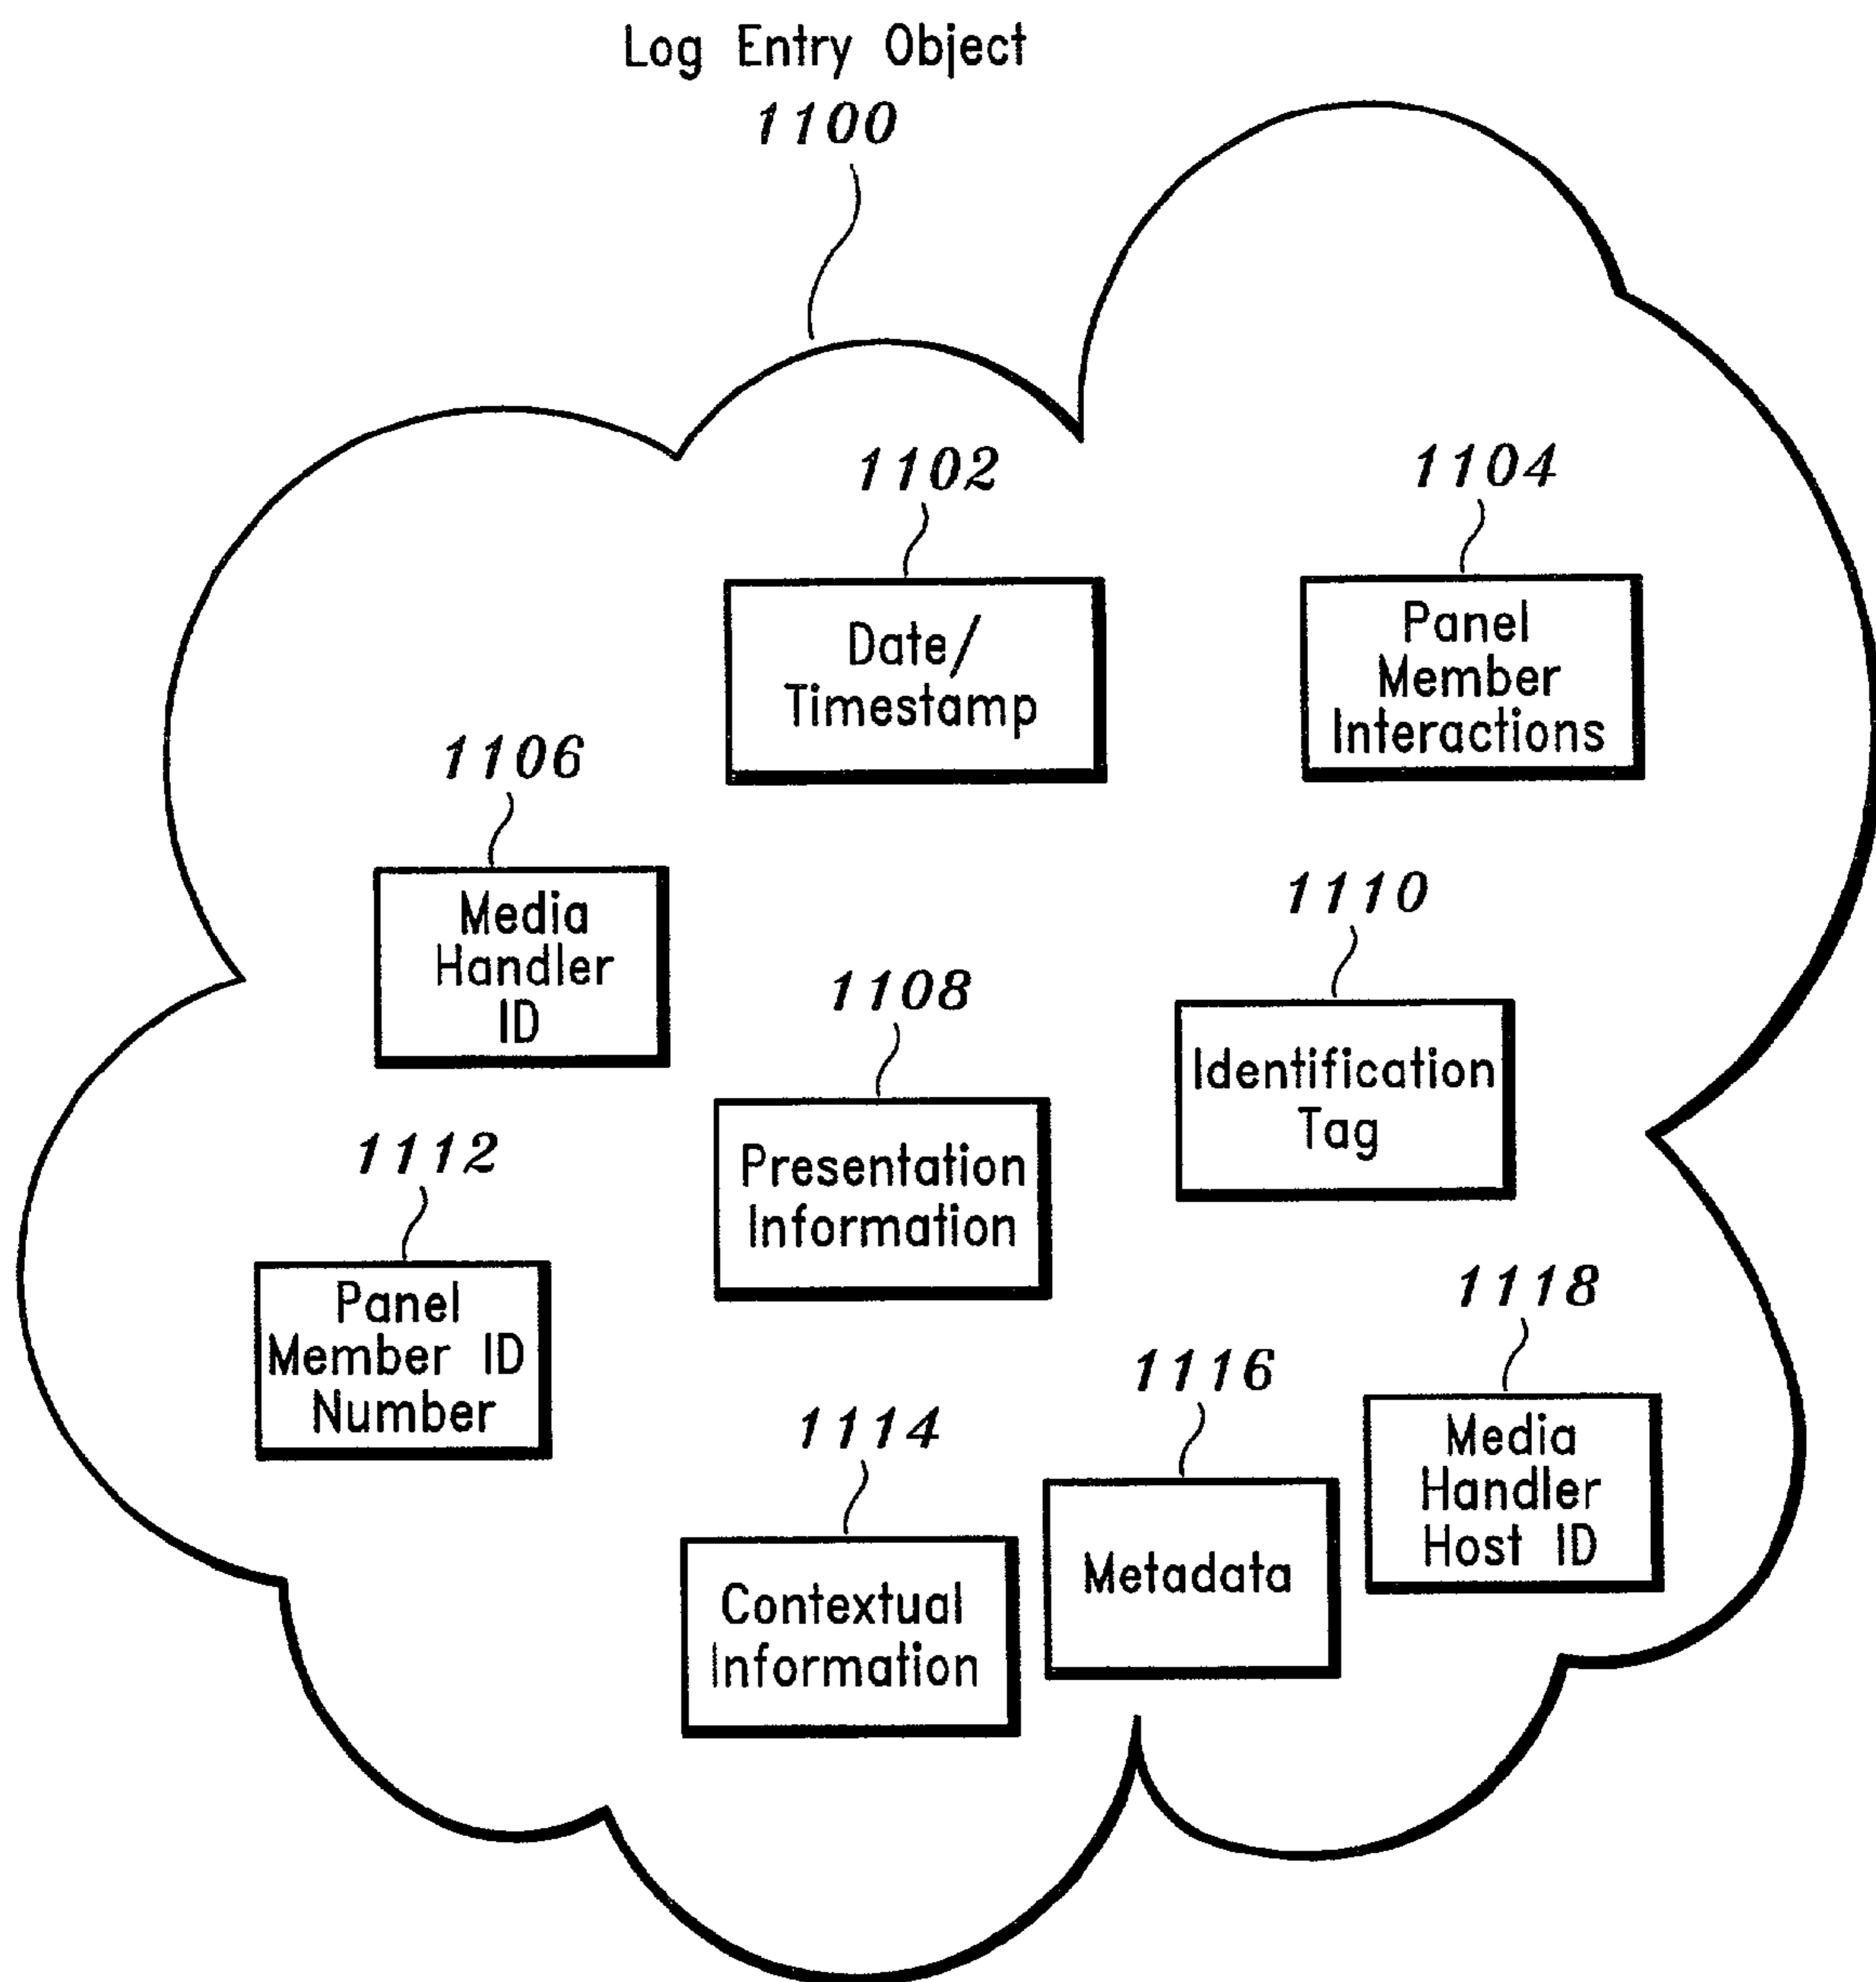 Log Entry Object
1100
1102
Date/
Timestamp
1104
Panel
Member
Interactions
1106
Media
Handler
ID
1108
Presentation
Information
1110
Identification
Tag
1112
Panel
Member ID
Number
1114
Contextual
Information
1116
Metadata
1118
Media
Handler
Host ID